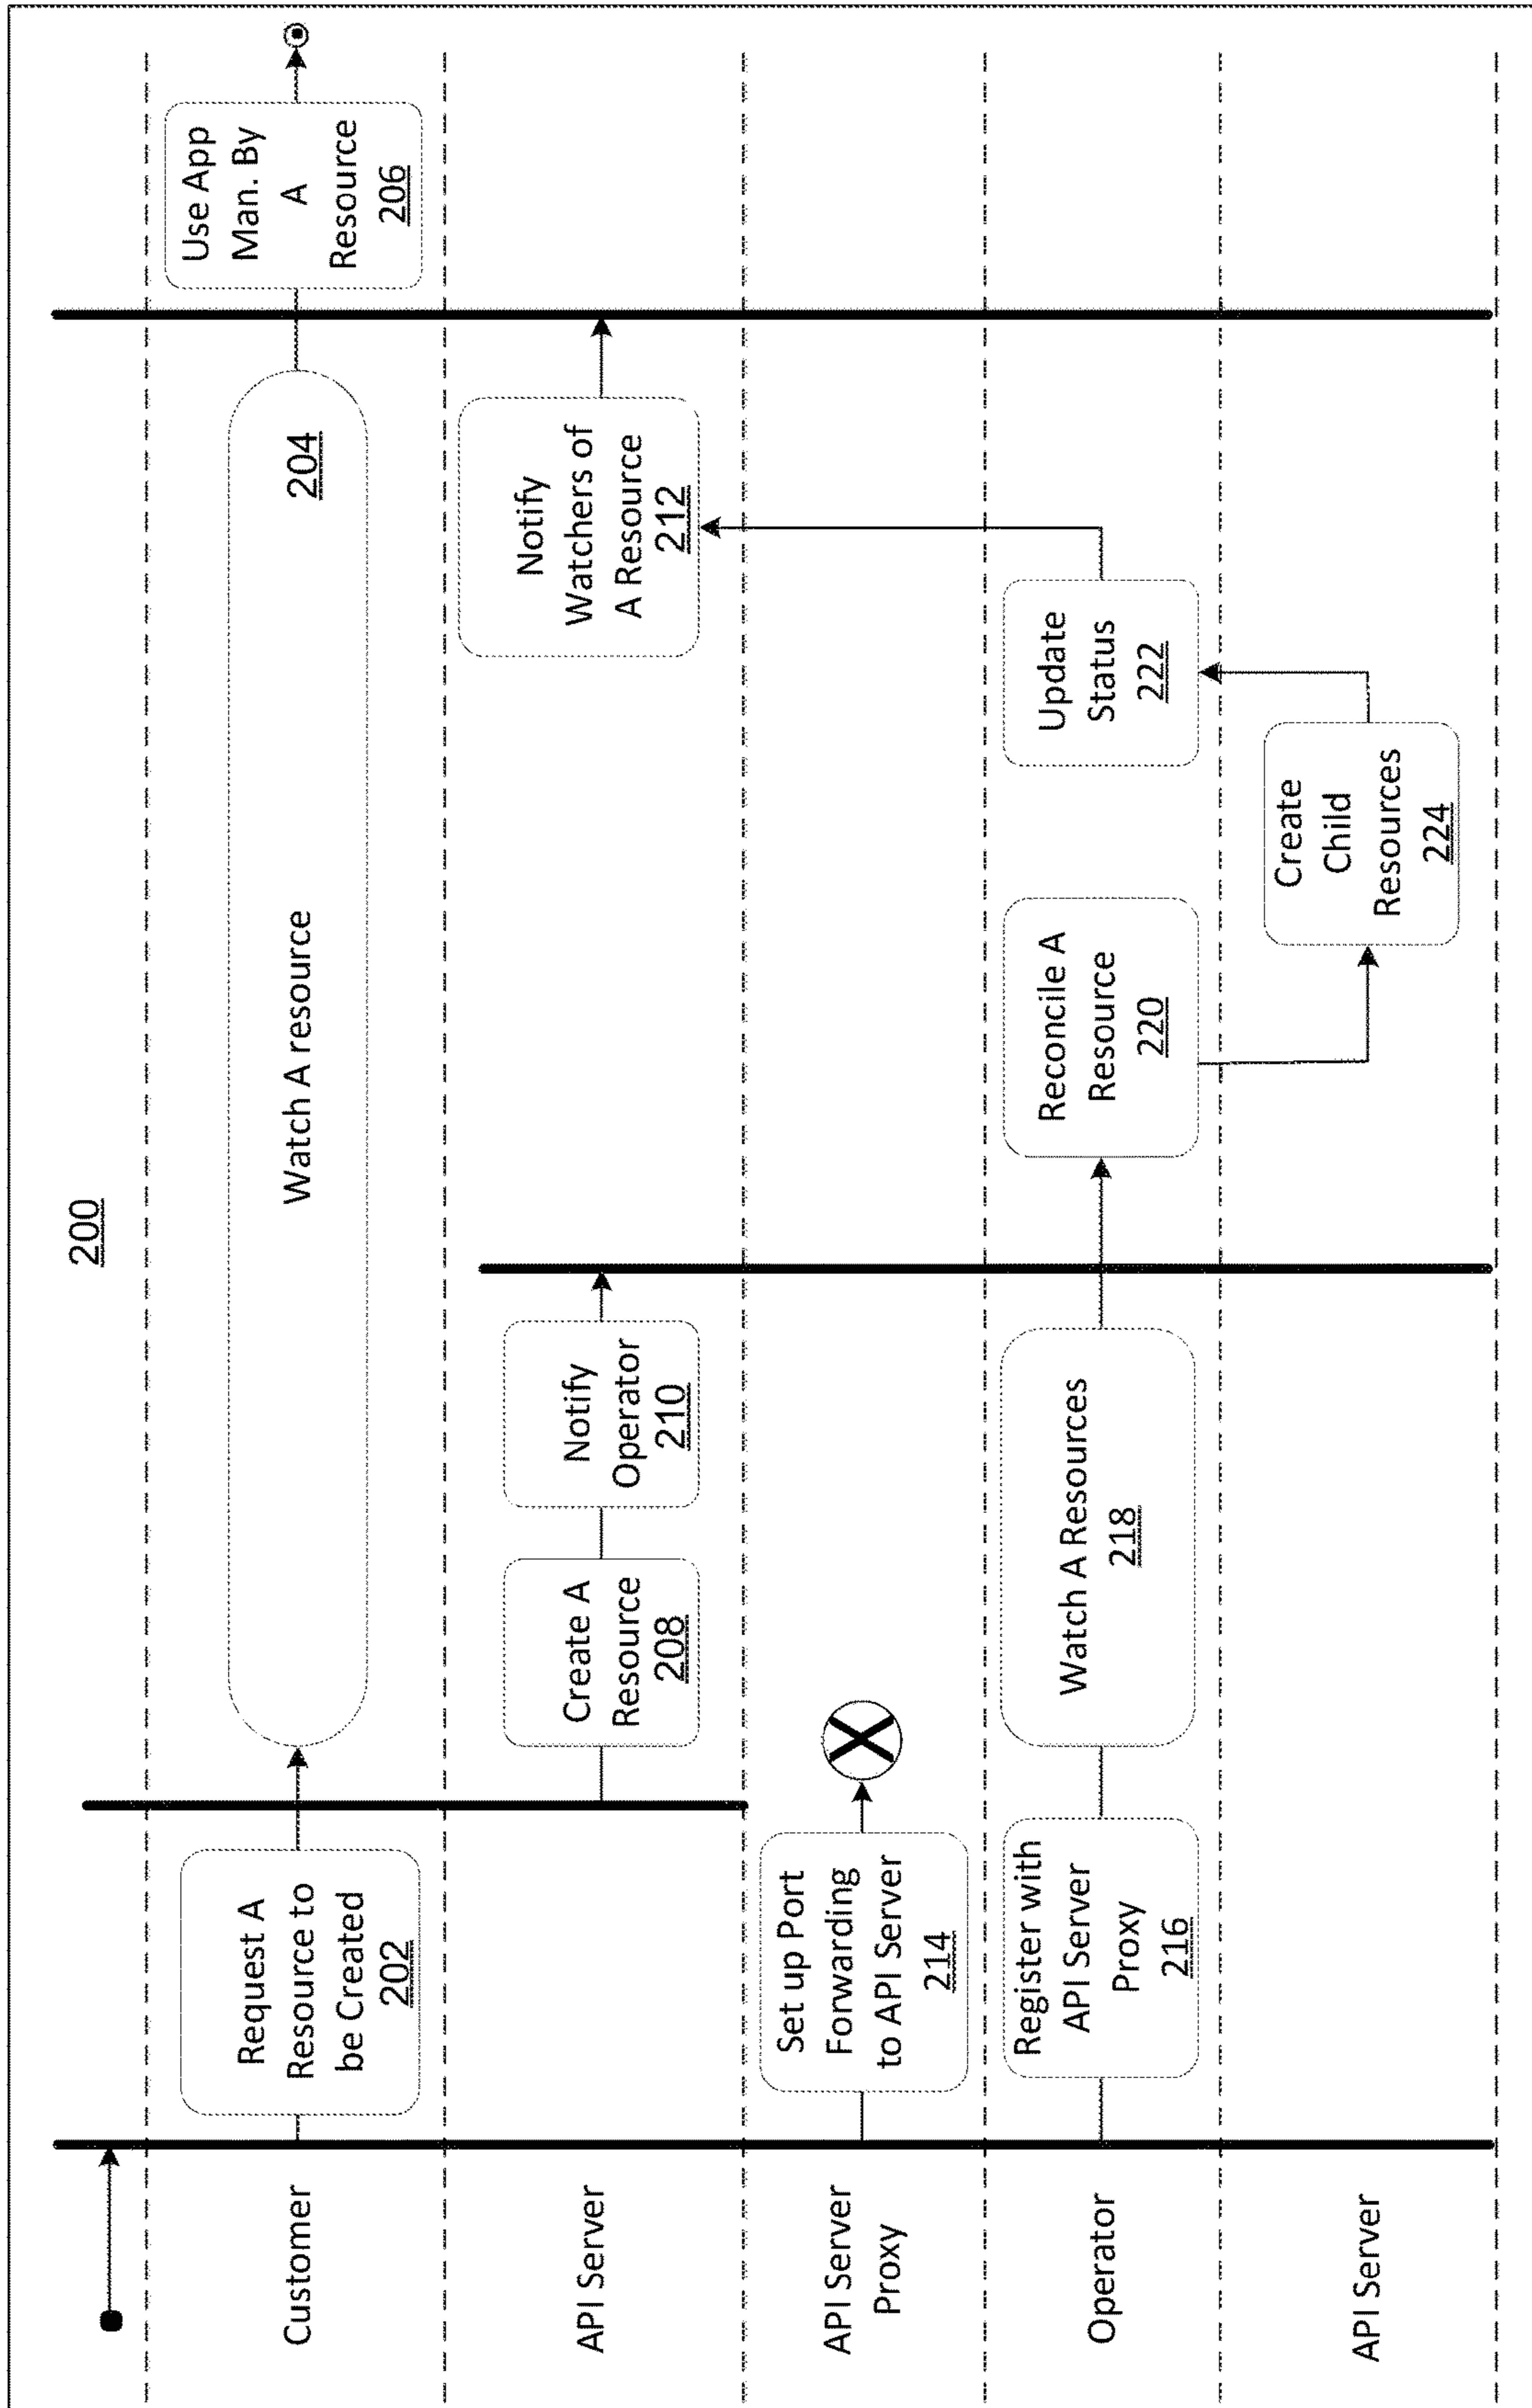 200
Customer
Request A
Resource to
be Created
202
Watch A resource
204
Use App
Man. By
A
Resource
206
API Server
Create A
Resource
208
Notify
Operator
210
Notify
Watchers of
A Resource
212
API Server
Proxy
Set up Port
Forwarding
to API Server
214
Operator
Register with
API Server
Proxy
216
Watch A Resources
218
Reconcile A
Resource
220
Update
Status
222
API Server
Create
Child
Resources
224